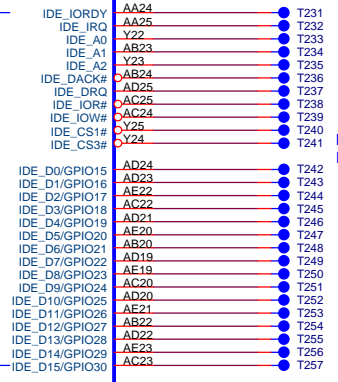 IDE_IORDY AA24 T231
IDE_IRQ AA25 T232
IDE_A0 Y22 T233
IDE_A1 AB23 T234
IDE_A2 Y23 T235
IDE_DACK# AB24 T236
IDE_DRQ AD25 T237
IDE_IOR# AC25 T238
IDE_IOW# AC24 T239
IDE_CS1# Y25 T240
IDE_CS3# Y24 T241
IDE_D0/GPIO15 AD24 T242
IDE_D1/GPIO16 AD23 T243
IDE_D2/GPIO17 AE22 T244
IDE_D3/GPIO18 AC22 T245
IDE_D4/GPIO19 AD21 T246
IDE_D5/GPIO20 AE20 T247
IDE_D6/GPIO21 AB20 T248
IDE_D7/GPIO22 AD19 T249
IDE_D8/GPIO23 AE19 T250
IDE_D9/GPIO24 AC20 T251
IDE_D10/GPIO25 AD20 T252
IDE_D11/GPIO26 AE21 T253
IDE_D12/GPIO27 AB22 T254
IDE_D13/GPIO28 AD22 T255
IDE_D14/GPIO29 AE23 T256
IDE_D15/GPIO30 AC23 T257